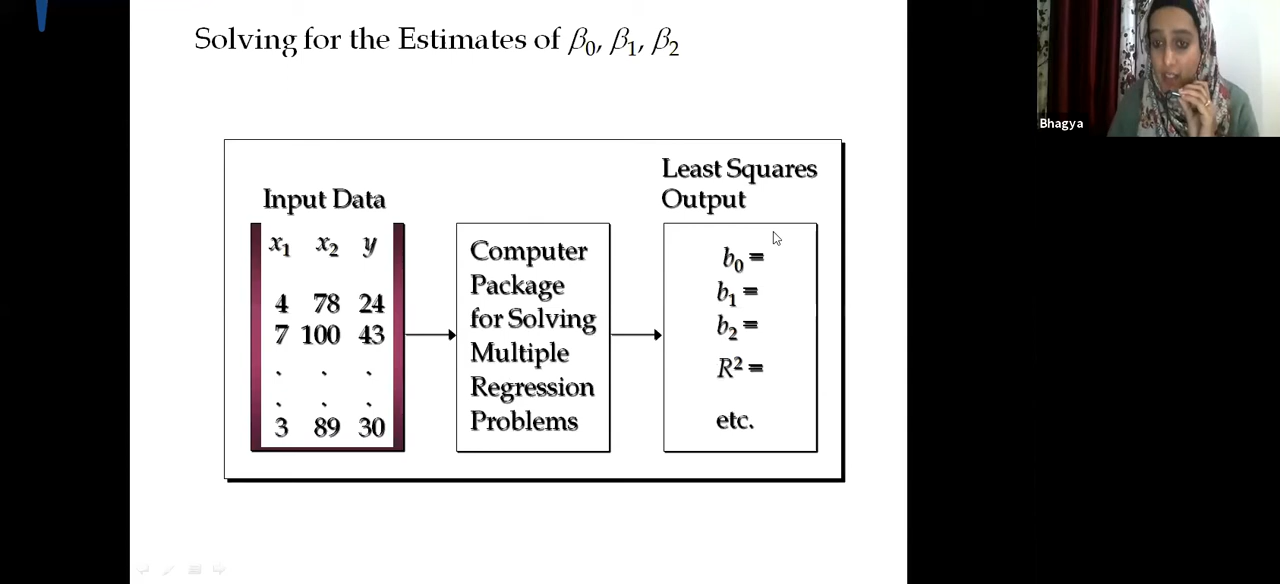 Solving for the Estimates of β₀, β₁, β₂
Bhagya
Input Data
x₁ x₂ y
4 78 24
7 100 43
. . .
. . .
3 89 30
Computer
Package
for Solving
Multiple
Regression
Problems
Least Squares
Output
b₀ =
b₁ =
b₂ =
R² =
etc.